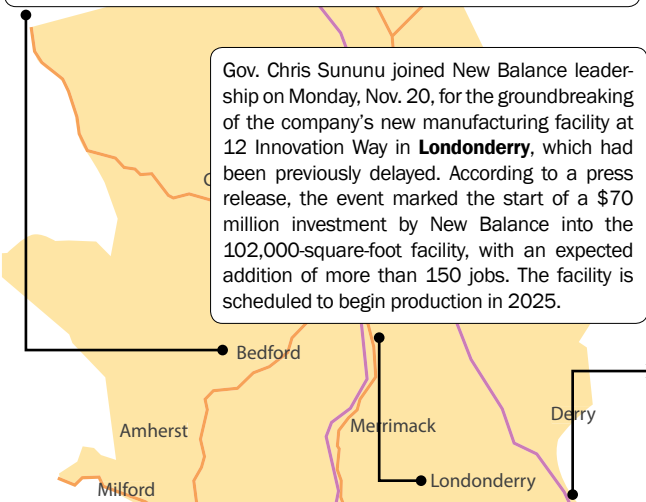 Gov. Chris Sununu joined New Balance leader-
ship on Monday, Nov. 20, for the groundbreaking
of the company's new manufacturing facility at
12 Innovation Way in Londonderry, which had
been previously delayed. According to a press
release, the event marked the start of a $70
million investment by New Balance into the
102,000-square-foot facility, with an expected
addition of more than 150 jobs. The facility is
scheduled to begin production in 2025.
Bedford
Derry
Amherst
Merrimack
Londonderry
Milford